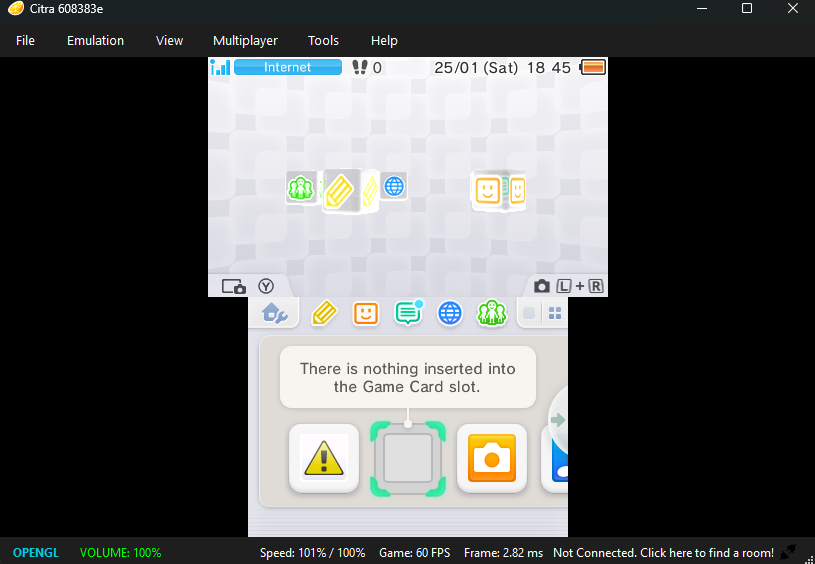 Citra 608383e
File Emulation View Multiplayer Tools Help
Internet 0 25/01 (Sat) 18 45
Y L + R
There is nothing inserted into
the Game Card slot.
OPENGL VOLUME: 100% Speed: 101% / 100% Game: 60 FPS Frame: 2.82 ms Not Connected. Click here to find a room!